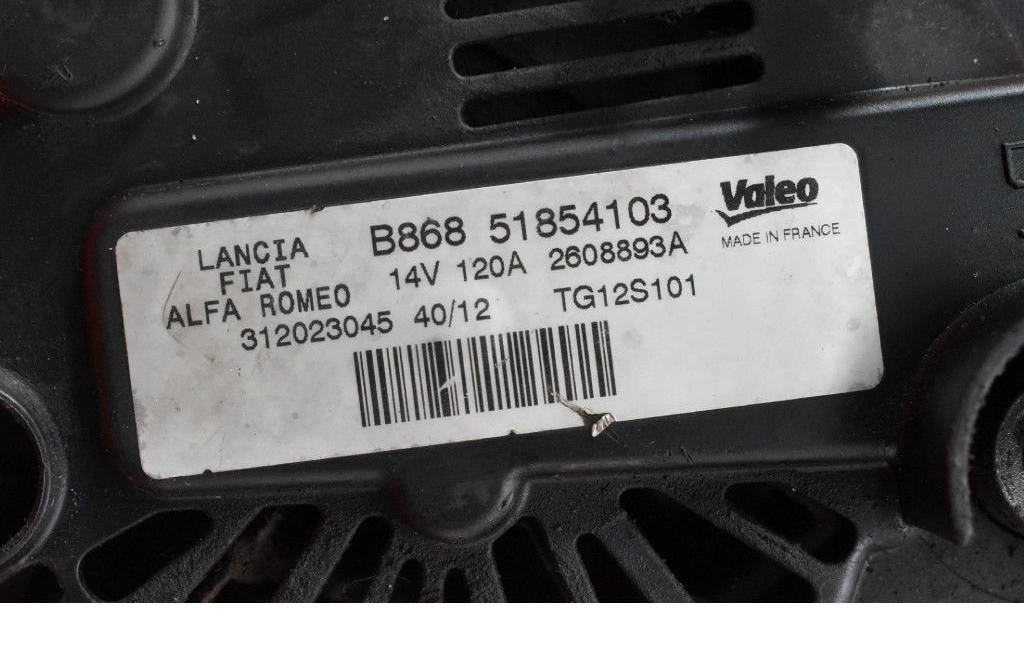 LANCIA
FIAT
ALFA ROMEO
B868 51854103
14V 120A 2608893A
312023045 40/12 TG12S101
Valeo
MADE IN FRANCE